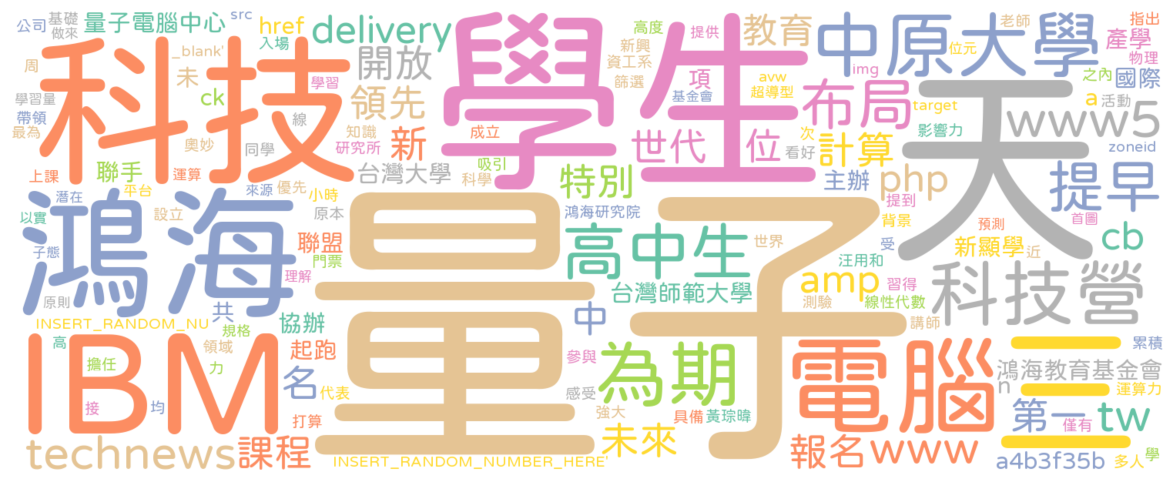 公司
基礎
做來
量子電腦中心
src
href
入場
delivery
_blank'
周
未
科技
開放
ck
領先
學習
學習量
帶領
最為
奧妙
同學
線
知識
研究所
新
成立
學生
高度
新興
資工系
篩選
提供
項
基金會
教育
avw
超導型
老師
位元
img
中原大學
指出
產學
物理
之內
國際
布局
target
a
活動
影響力
www5
zoneid
天
世代
位
次
看好
計算
上課
聯手
運算
台灣大學
吸引
科學
特別
主辦
php
提到
提早
潛在
平台
來源
優先
小時
以實
設立
原本
鴻海
鴻海研究院
背景
預測
首圖
聯盟
門票
高中生
世界
受
新顯學
近
cb
子態
理解
汪用和
量子
台灣師範大學
amp
習得
線性代數
科技營
原則
共
INSERT_RANDOM_NU
規格
協辦
中
測驗
講師
高
領域
力
起跑
IBM
擔任
名
代表
參與
為期
感受
電腦
三
累積
鴻海教育基金會
n
運算力
接
均
打算
強大
具備
黃琮暐
第一
僅有
tw
technews
課程
未來
報名
www
INSERT_RANDOM_NUMBER_HERE'
a4b3f35b
多人
學